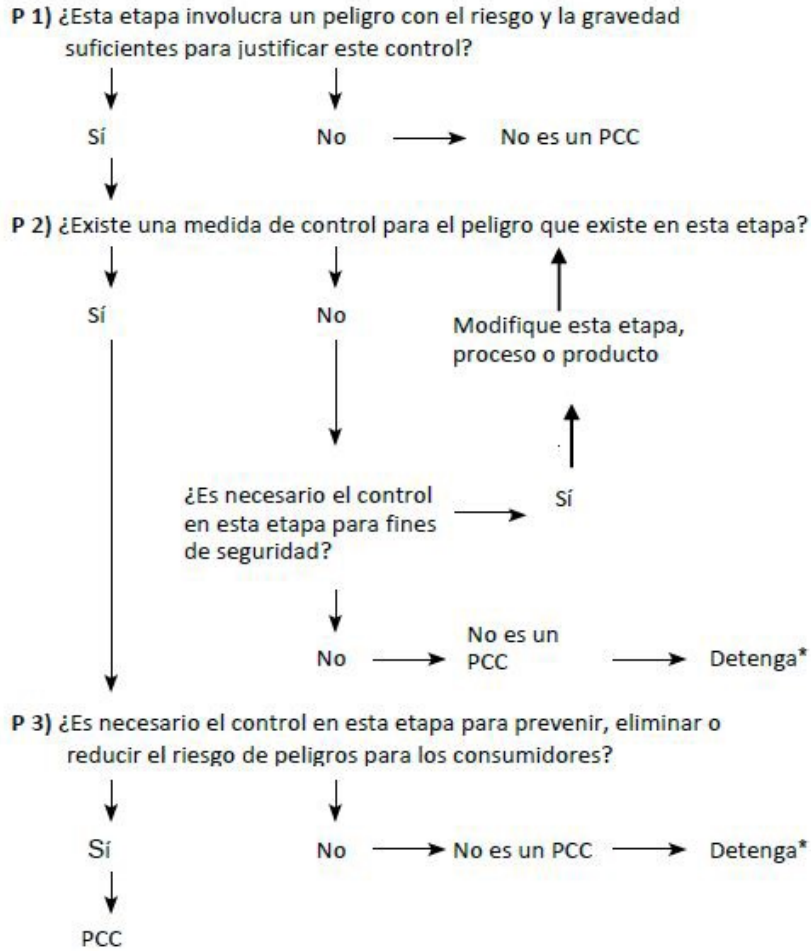 P 1) ¿Esta etapa involucra un peligro con el riesgo y la gravedad
suficientes para justificar este control?
Sí No No es un PCC
P 2) ¿Existe una medida de control para el peligro que existe en esta etapa?
Sí No
Modifique esta etapa,
proceso o producto
¿Es necesario el control
en esta etapa para fines
de seguridad?
Sí
No
No es un
PCC
Detenga*
P 3) ¿Es necesario el control en esta etapa para prevenir, eliminar o
reducir el riesgo de peligros para los consumidores?
Sí No No es un PCC Detenga*
PCC